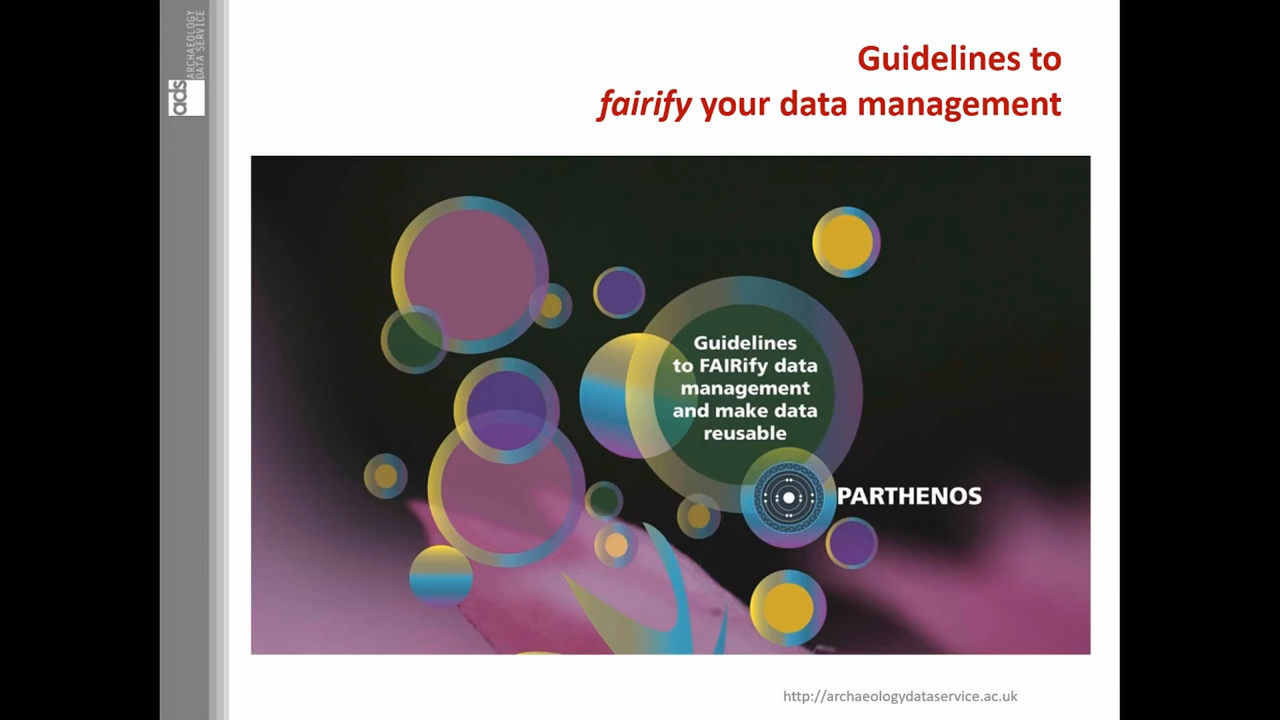 ads
ARCHAEOLOGY
DATA SERVICE
Guidelines to
fairify your data management
Guidelines
to FAIRify data
management
and make data
reusable
PARTHENOS
http://archaeologydataservice.ac.uk